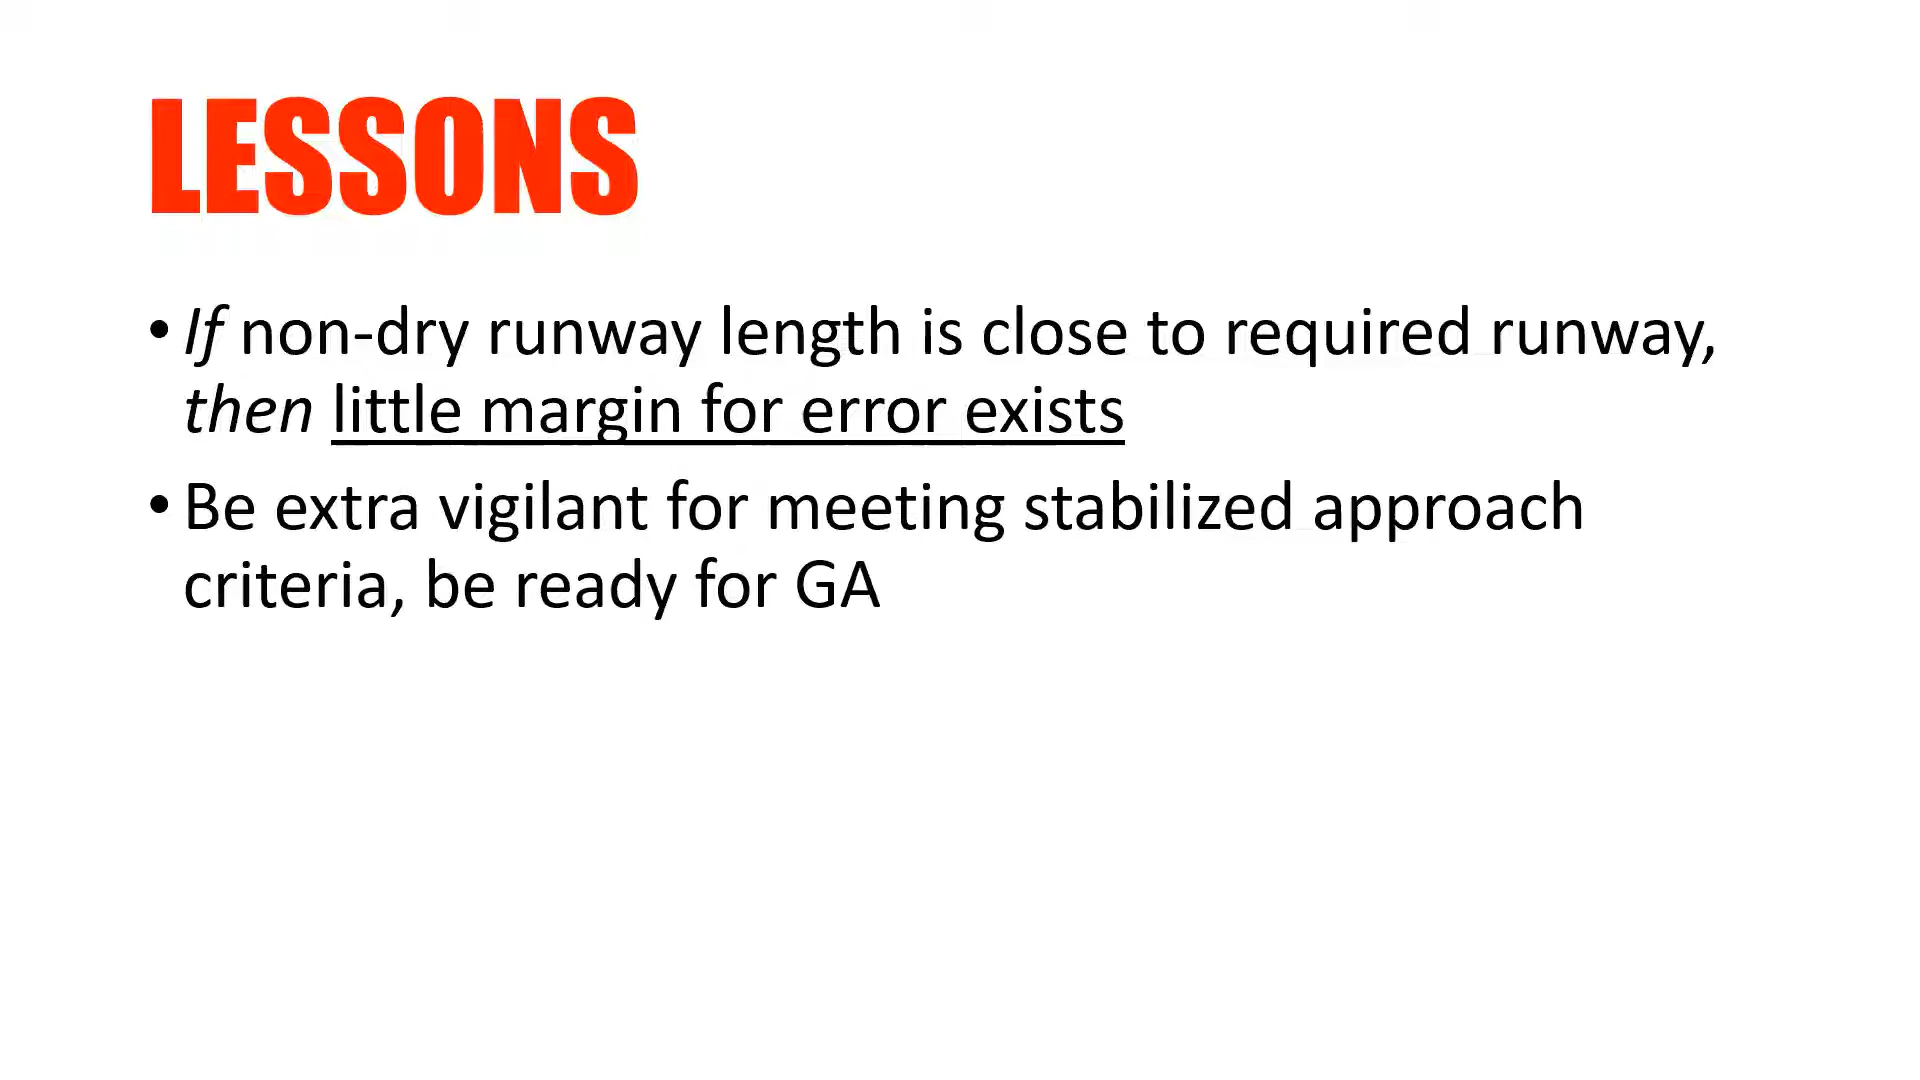 LESSONS
• If non-dry runway length is close to required runway,
then little margin for error exists
• Be extra vigilant for meeting stabilized approach
criteria, be ready for GA